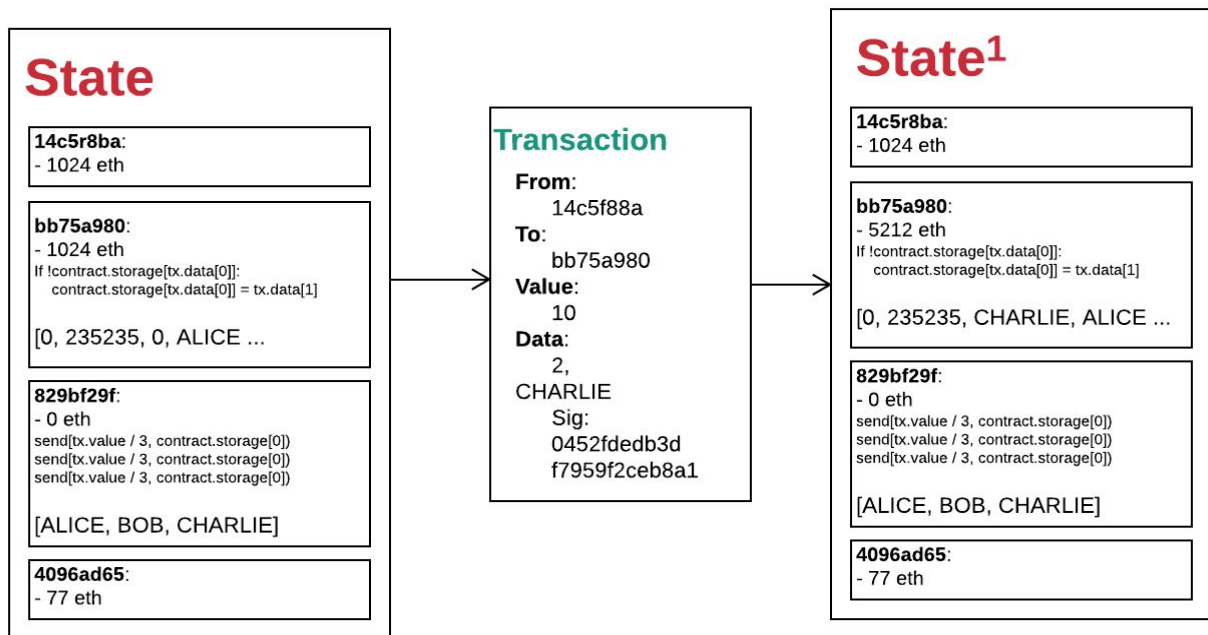 State
14c5r8ba:
- 1024 eth
bb75a980:
- 1024 eth
If !contract.storage[tx.data[0]]:
contract.storage[tx.data[0]] = tx.data[1]
[0, 235235, 0, ALICE ...
829bf29f:
- 0 eth
send[tx.value / 3, contract.storage[0])
send[tx.value / 3, contract.storage[0])
send[tx.value / 3, contract.storage[0])
[ALICE, BOB, CHARLIE]
4096ad65:
- 77 eth
Transaction
From:
14c5f88a
To:
bb75a980
Value:
10
Data:
2,
CHARLIE
Sig:
0452fdedb3d
f7959f2ceb8a1
State¹
14c5r8ba:
- 1024 eth
bb75a980:
- 5212 eth
If !contract.storage[tx.data[0]]:
contract.storage[tx.data[0]] = tx.data[1]
[0, 235235, CHARLIE, ALICE ...
829bf29f:
- 0 eth
send[tx.value / 3, contract.storage[0])
send[tx.value / 3, contract.storage[0])
send[tx.value / 3, contract.storage[0])
[ALICE, BOB, CHARLIE]
4096ad65:
- 77 eth